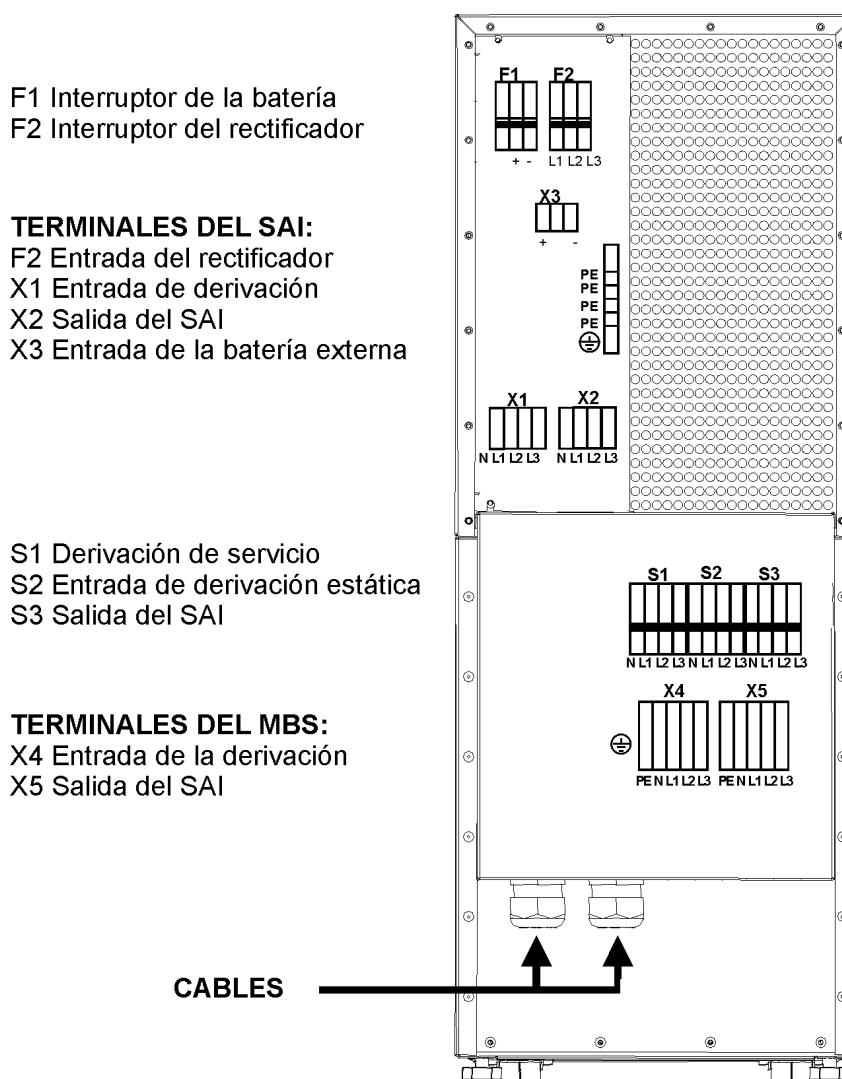 F1 Interruptor de la batería
F2 Interruptor del rectificador
TERMINALES DEL SAI:
F2 Entrada del rectificador
X1 Entrada de derivación
X2 Salida del SAI
X3 Entrada de la batería externa
S1 Derivación de servicio
S2 Entrada de derivación estática
S3 Salida del SAI
TERMINALES DEL MBS:
X4 Entrada de la derivación
X5 Salida del SAI
CABLES
F1 F2
+ - L1 L2 L3
X3
+ -
PE
PE
PE
PE
X1 X2
N L1 L2 L3 N L1 L2 L3
S1 S2 S3
N L1 L2 L3 N L1 L2 L3 N L1 L2 L3
X4 X5
PE N L1 L2 L3 PE N L1 L2 L3